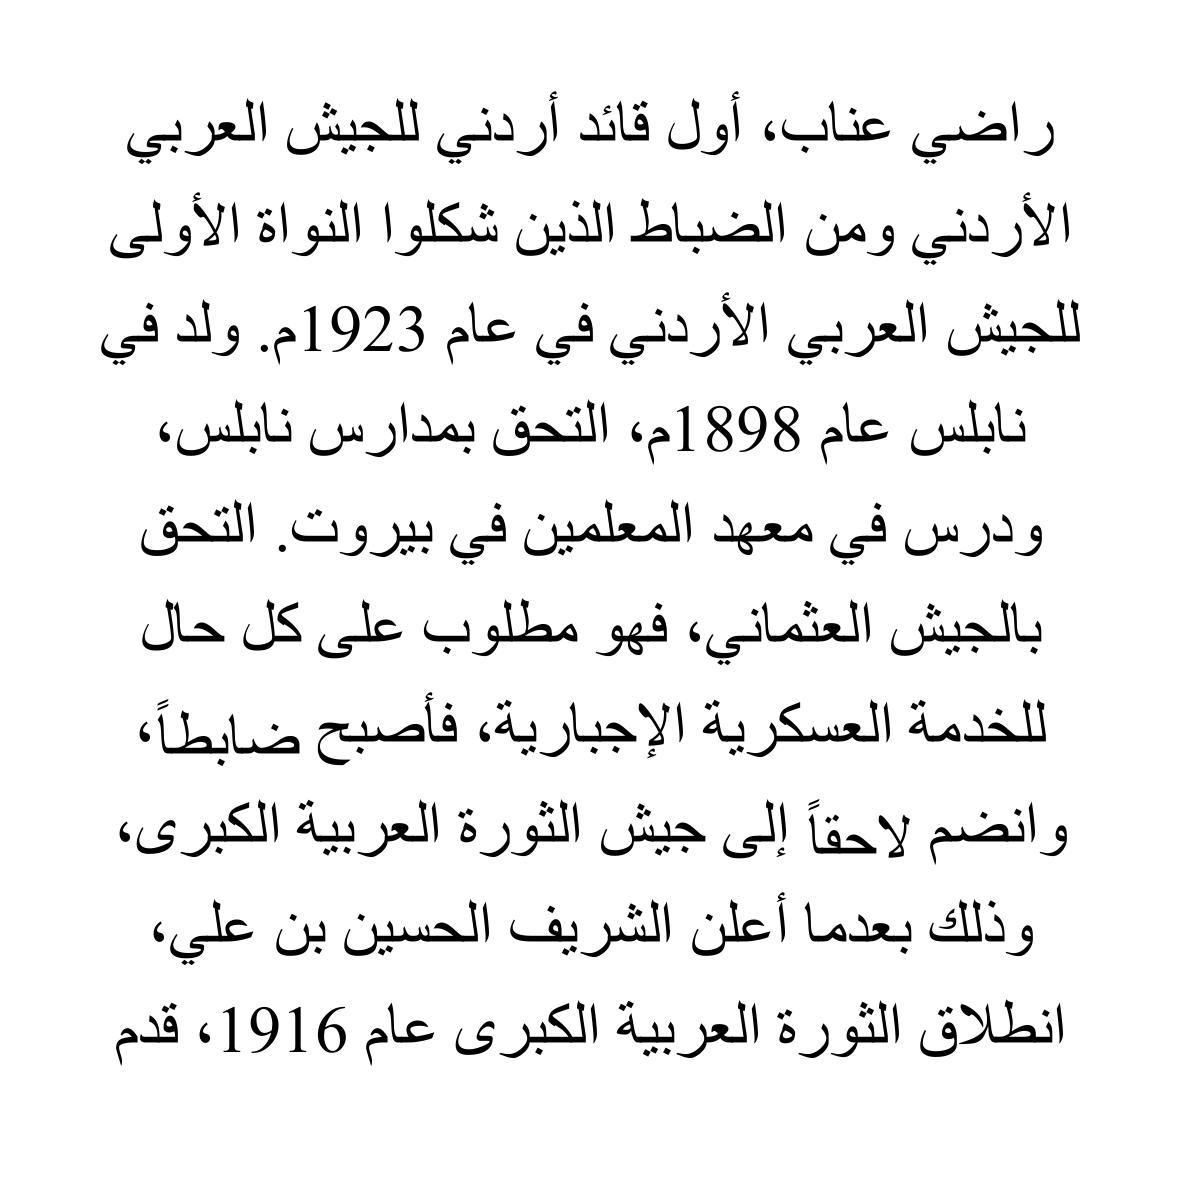 راضي عناب، أول قائد أردني للجيش العربي
الأردني ومن الضباط الذين شكلوا النواة الأولى
للجيش العربي الأردني في عام 1923م. ولد في
نابلس عام 1898م، التحق بمدارس نابلس،
ودرس في معهد المعلمين في بيروت. التحق
بالجيش العثماني، فهو مطلوب على كل حال
للخدمة العسكرية الإجبارية، فأصبح ضابطاً،
وانضم لاحقاً إلى جيش الثورة العربية الكبرى،
وذلك بعدما أعلن الشريف الحسين بن علي،
انطلاق الثورة العربية الكبرى عام 1916، قدم